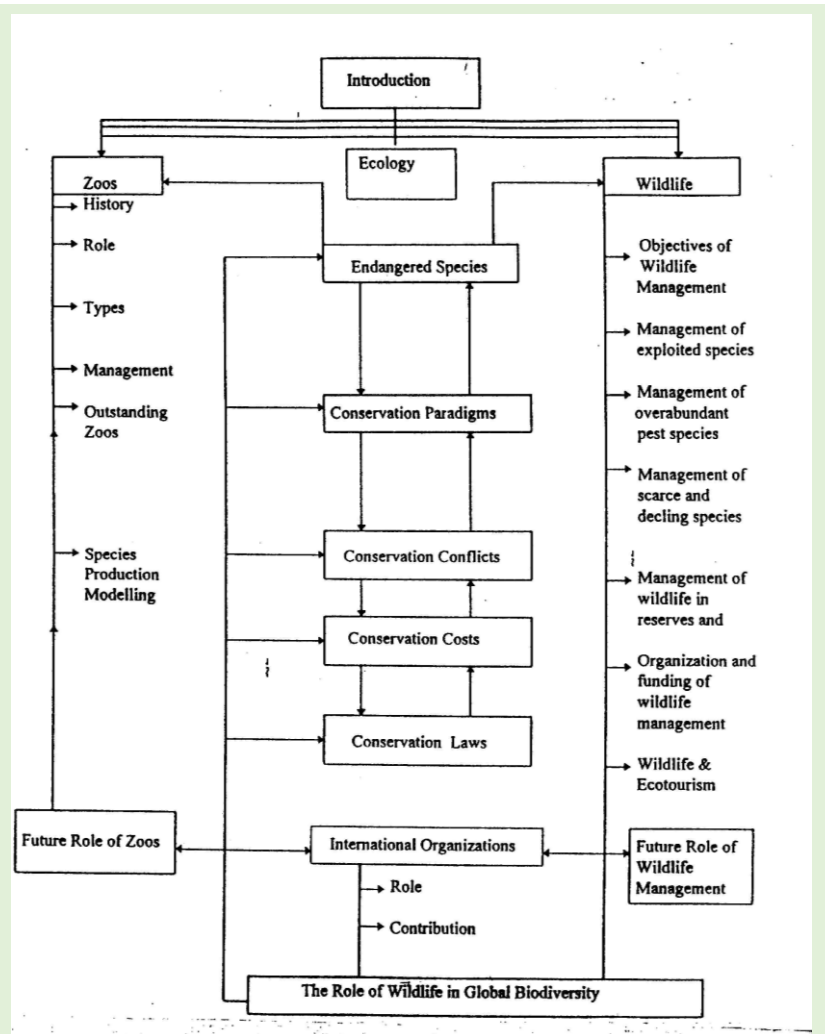 Introduction
Ecology
Zoos
History
Role
Types
Management
Outstanding
Zoos
Species
Production
Modelling
Future Role of Zoos
Endangered Species
Conservation Paradigms
Conservation Conflicts
Conservation Costs
Conservation Laws
International Organizations
Role
Contribution
The Role of Wildlife in Global Biodiversity
Wildlife
Objectives of
Wildlife
Management
Management of
exploited species
Management of
overabundant
pest species
Management of
scarce and
decling species
Management of
wildlife in
reserves and
Organization and
funding of
wildlife
management
Wildlife &
Ecotourism
Future Role of
Wildlife
Management